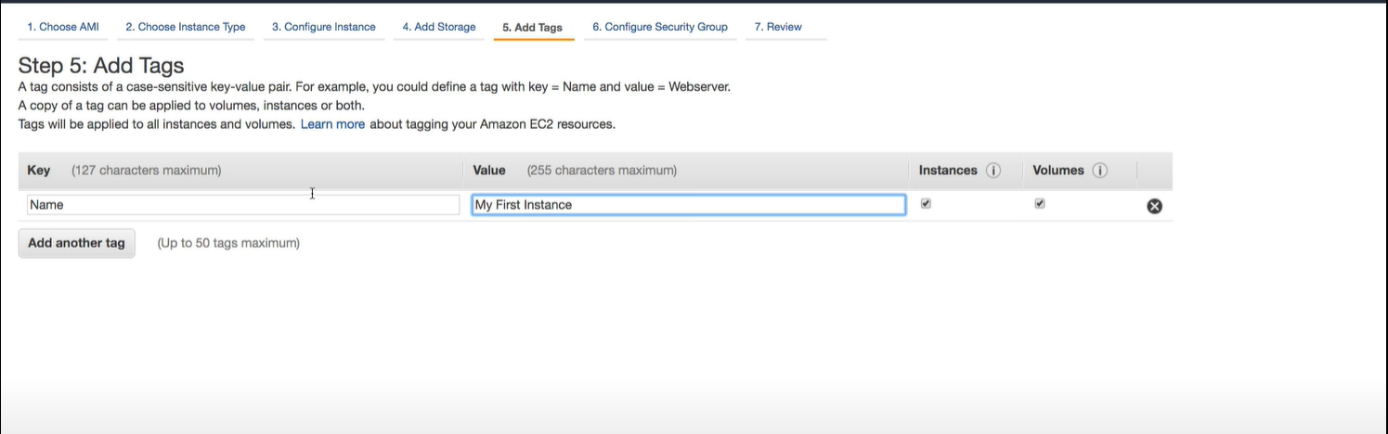 1. Choose AMI 2. Choose Instance Type 3. Configure Instance 4. Add Storage 5. Add Tags 6. Configure Security Group 7. Review
Step 5: Add Tags
A tag consists of a case-sensitive key-value pair. For example, you could define a tag with key = Name and value = Webserver.
A copy of a tag can be applied to volumes, instances or both.
Tags will be applied to all instances and volumes. Learn more about tagging your Amazon EC2 resources.
Key (127 characters maximum) Value (255 characters maximum) Instances i Volumes i
Name My First Instance
Add another tag (Up to 50 tags maximum)